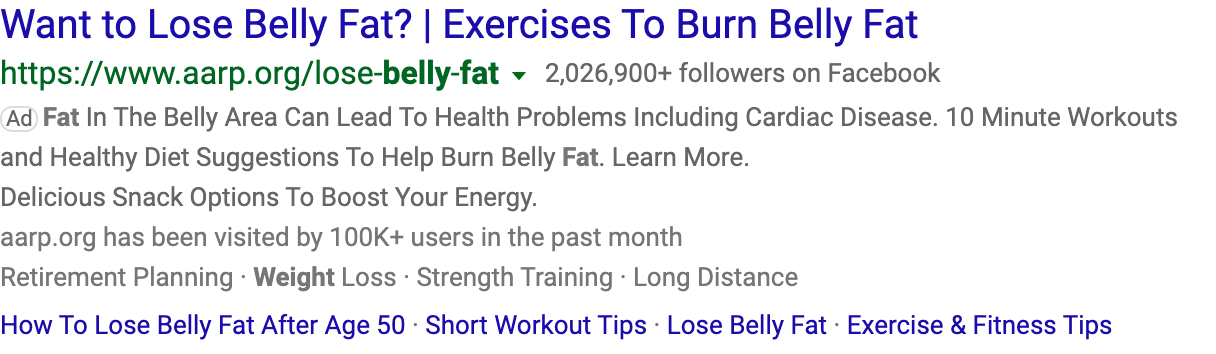 Want to Lose Belly Fat? | Exercises To Burn Belly Fat
https://www.aarp.org/lose-belly-fat 2,026,900+ followers on Facebook
Ad Fat In The Belly Area Can Lead To Health Problems Including Cardiac Disease. 10 Minute Workouts
and Healthy Diet Suggestions To Help Burn Belly Fat. Learn More.
Delicious Snack Options To Boost Your Energy.
aarp.org has been visited by 100K+ users in the past month
Retirement Planning · Weight Loss · Strength Training · Long Distance
How To Lose Belly Fat After Age 50 · Short Workout Tips · Lose Belly Fat · Exercise & Fitness Tips